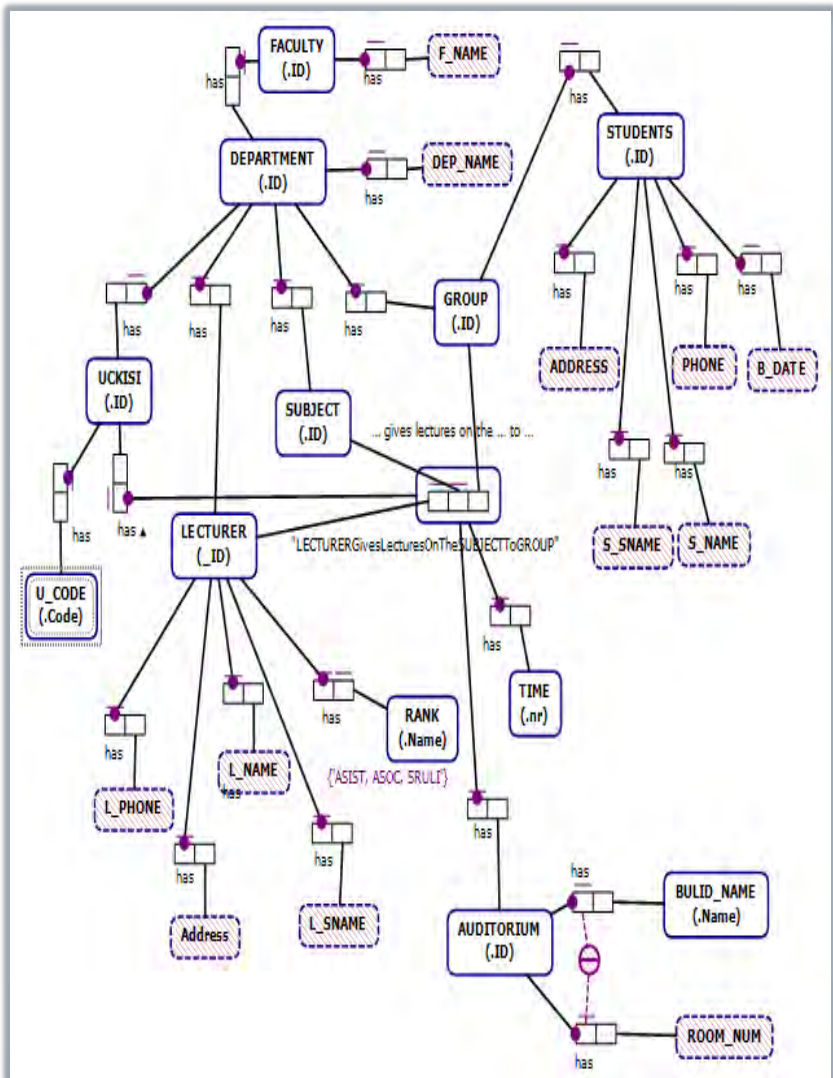 FACULTY
(.ID)
has
has
F_NAME
has
DEPARTMENT
(.ID)
has
DEP_NAME
STUDENTS
(.ID)
has
has
has
has
GROUP
(.ID)
has
has
has
ADDRESS
PHONE
B_DATE
UCKISI
(.ID)
SUBJECT
(.ID)
... gives lectures on the ... to ...
has
has
has
has ▲
LECTURER
(_ID)
"LECTURERGivesLecturesOnTheSUBJECTToGROUP"
S_SNAME
S_NAME
U_CODE
(.Code)
has
TIME
(.nr)
has
RANK
(.Name)
{'ASIST, ASOC, SRULI'}
has
L_NAME
has
L_PHONE
has
has
has
Address
L_SNAME
has
AUDITORIUM
(.ID)
BULID_NAME
(.Name)
has
ROOM_NUM